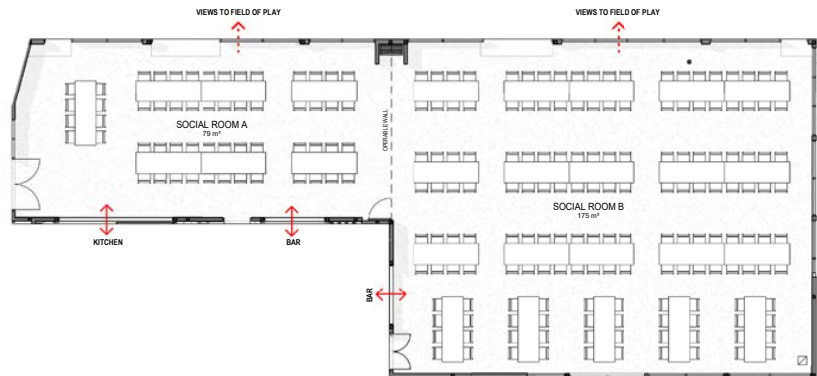 VIEWS TO FIELD OF PLAY
VIEWS TO FIELD OF PLAY
SOCIAL ROOM A
79 m²
OPERABLE WALL
SOCIAL ROOM B
175 m²
KITCHEN
BAR
BAR